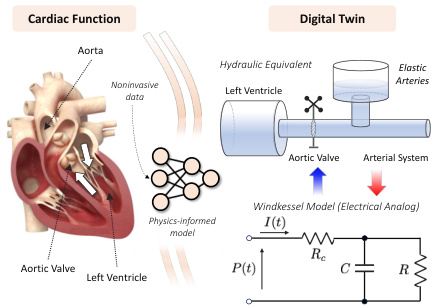 Cardiac Function
Digital Twin
Aorta
Noninvasive
data
Physics-informed
model
Aortic Valve
Left Ventricle
Hydraulic Equivalent
Left Ventricle
Elastic
Arteries
Aortic Valve
Arterial System
Windkessel Model (Electrical Analog)
I(t)
R_c
P(t)
C
R